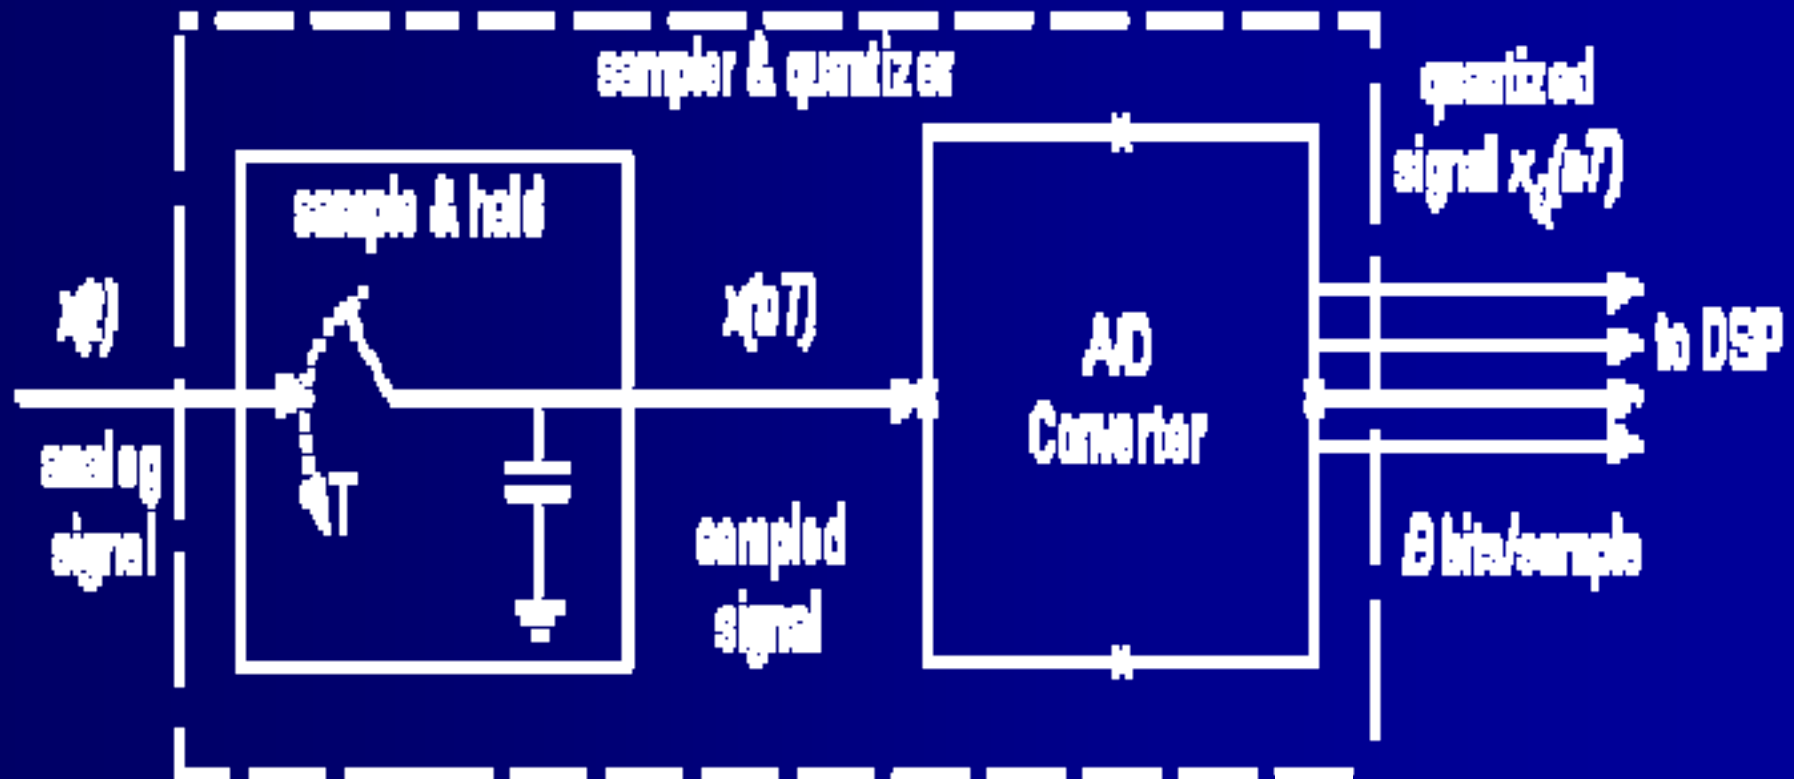 sampler & quantizer
quantized
signal x_q(nT)
sample & hold
x(t)
x(nT)
to DSP
A/D
Converter
analog
signal
T
sampled
signal
B bits/sample